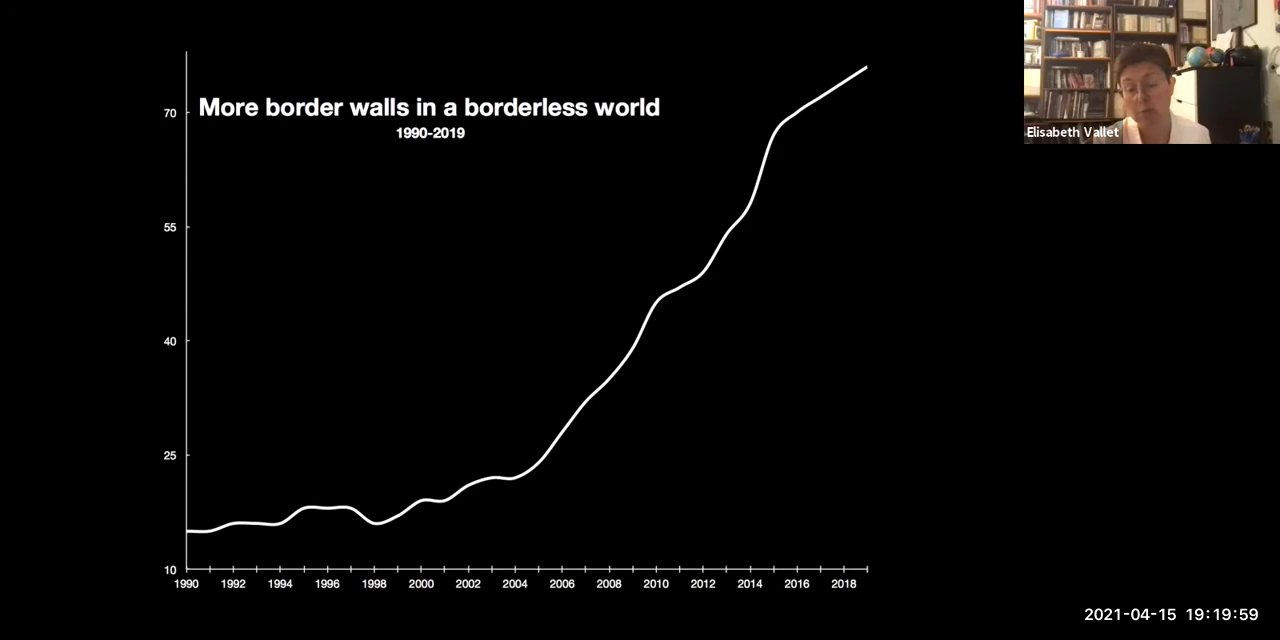 More border walls in a borderless world
1990-2019
70
55
40
25
10
1990 1992 1994 1996 1998 2000 2002 2004 2006 2008 2010 2012 2014 2016 2018
Elisabeth Vallet
2021-04-15 19:19:59